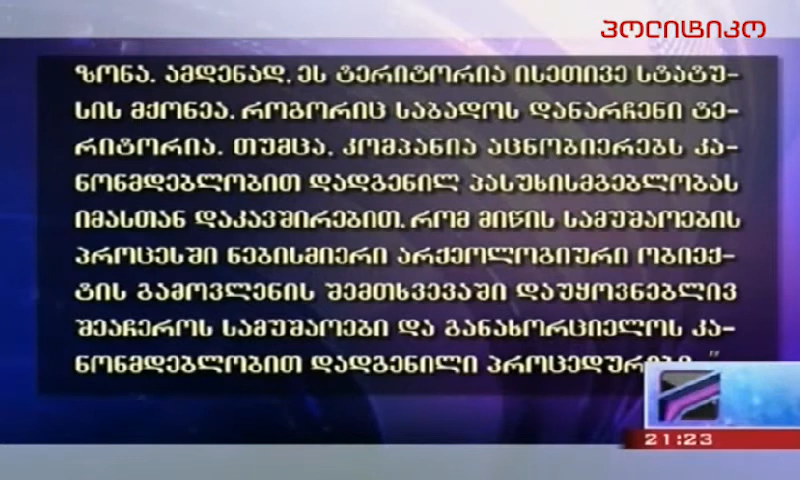 პოლიტიკო
ზონა. ამდენად, ეს ტერიტორია ისეთივე სტატუ-
სის მქონეა, როგორიც საბადოს დანარჩენი ტე-
რიტორია. თუმცა, კომპანია აცნობიერებს კა-
ნონმდებლობით დადგენილ პასუხისმგებლობას
იმასთან დაკავშირებით, რომ მიწის სამუშაოების
პროცესში ნებისმიერი არქეოლოგიური ობიექ-
ტის გამოვლენის შემთხვევაში დაუყოვნებლივ
შეაჩეროს სამუშაოები და განახორციელოს კა-
ნონმდებლობით დადგენილი
21:23